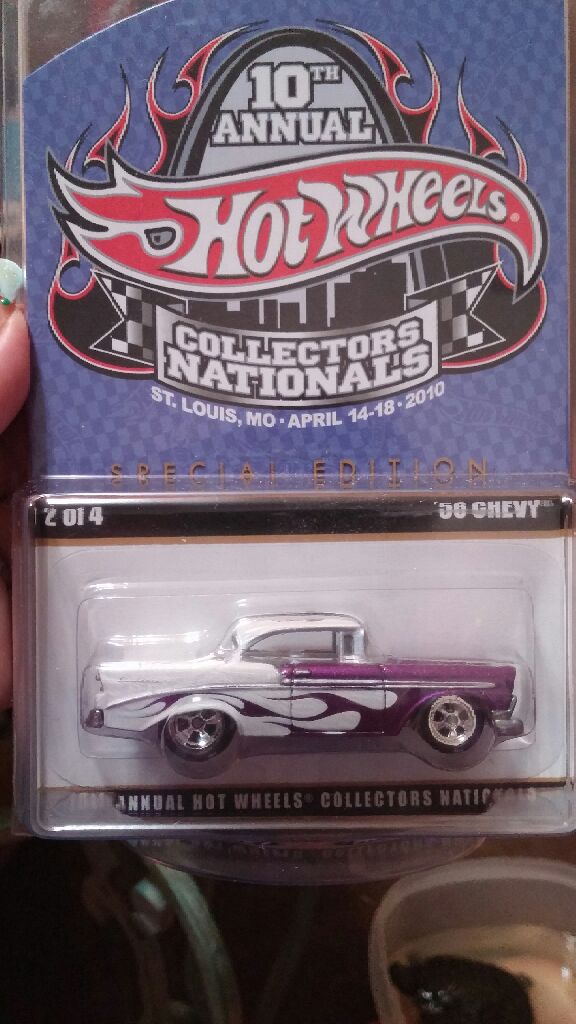 10TH
ANNUAL
HOT WHEELS®
COLLECTORS
NATIONALS
ST. LOUIS, MO · APRIL 14-18 · 2010
SPECIAL EDITION
2 of 4 '56 CHEVY
ANNUAL HOT WHEELS® COLLECTORS NATIONALS